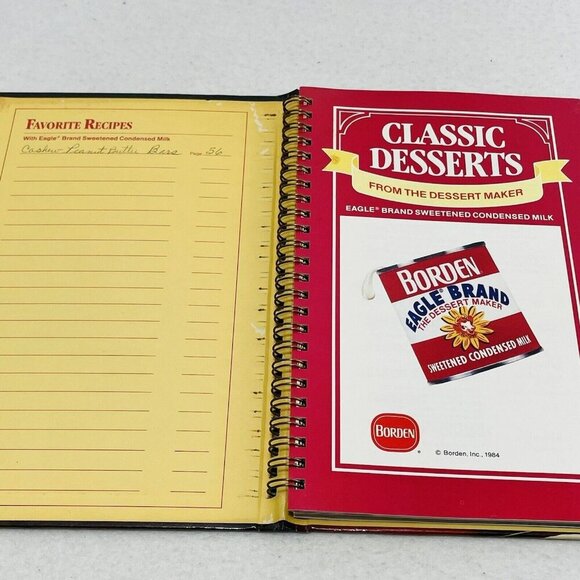 FAVORITE RECIPES
With Eagle® Brand Sweetened Condensed Milk
Cashew-Peanut Butter Bars Page 56
CLASSIC
DESSERTS
FROM THE DESSERT MAKER
EAGLE® BRAND SWEETENED CONDENSED MILK
BORDEN
EAGLE® BRAND
THE DESSERT MAKER
SWEETENED CONDENSED MILK
BORDEN®
© Borden, Inc., 1984